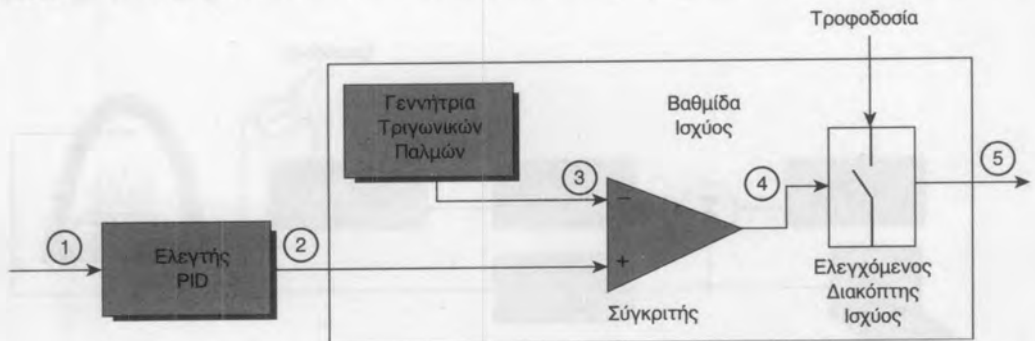 Τροφοδοσία
Γεννήτρια
Τριγωνικών
Παλμών
Βαθμίδα
Ισχύος
3
4
5
1
Ελεγτής
PID
2
−
+
Σύγκριτής
Ελεγχόμενος
Διακόπτης
Ισχύος